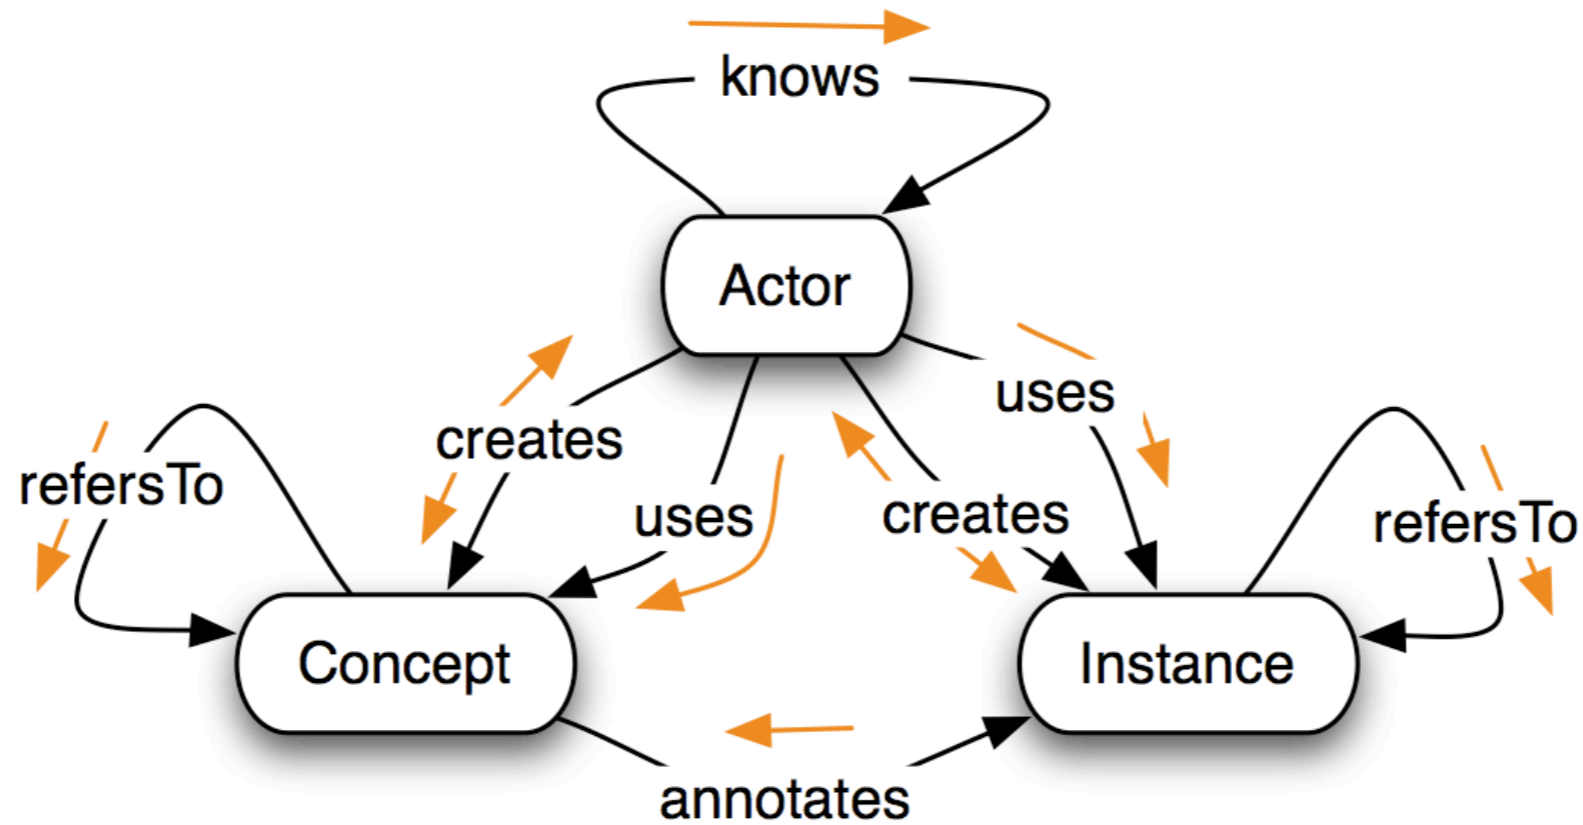 knows
Actor
uses
creates
refersTo
uses
creates
refersTo
Concept
Instance
annotates